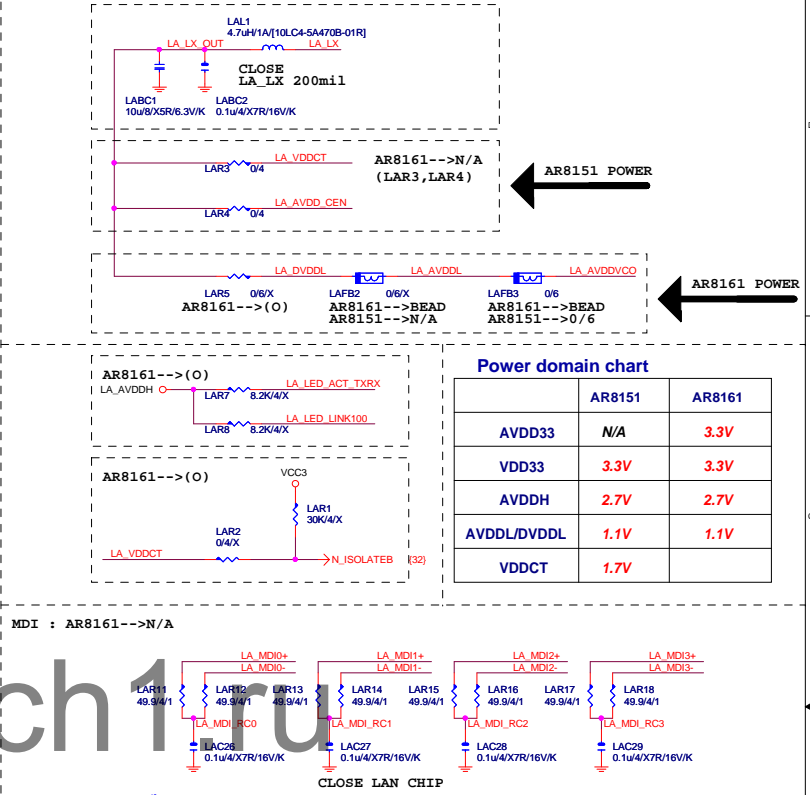 LAL1
4.7uH/1A/[10LC4-5A470B-01R]
LA_LX_OUT
LA_LX
CLOSE
LA_LX 200mil
LABC1
10u/8/X5R/6.3V/K
LABC2
0.1u/4/X7R/16V/K
LAR3
0/4
LA_VDDCT
AR8161-->N/A
(LAR3,LAR4)
AR8151 POWER
LAR4
0/4
LA_AVDD_CEN
LA_DVDDL
LA_AVDDL
LA_AVDDVCO
LAR5
0/6/X
LAFB2
0/6/X
LAFB3
0/6
AR8161-->(O)
AR8161-->BEAD
AR8151-->N/A
AR8161-->BEAD
AR8151-->0/6
AR8161 POWER
AR8161-->(O)
LA_AVDDH
LAR7
8.2K/4/X
LA_LED_ACT_TXRX
LAR8
8.2K/4/X
LA_LED_LINK100
AR8161-->(O)
VCC3
LAR1
30K/4/X
LAR2
0/4/X
LA_VDDCT
N_ISOLATEB
{32}
Power domain chart
AR8151 AR8161
AVDD33 N/A 3.3V
VDD33 3.3V 3.3V
AVDDH 2.7V 2.7V
AVDDL/DVDDL 1.1V 1.1V
VDDCT 1.7V
MDI : AR8161-->N/A
LA_MDI0+
LA_MDI0-
LA_MDI1+
LA_MDI1-
LA_MDI2+
LA_MDI2-
LA_MDI3+
LA_MDI3-
LAR11
49.9/4/1
LAR12
49.9/4/1
LAR13
49.9/4/1
LAR14
49.9/4/1
LAR15
49.9/4/1
LAR16
49.9/4/1
LAR17
49.9/4/1
LAR18
49.9/4/1
LA_MDI_RC0
LA_MDI_RC1
LA_MDI_RC2
LA_MDI_RC3
LAC26
0.1u/4/X7R/16V/K
LAC27
0.1u/4/X7R/16V/K
LAC28
0.1u/4/X7R/16V/K
LAC29
0.1u/4/X7R/16V/K
CLOSE LAN CHIP
ch1.ru